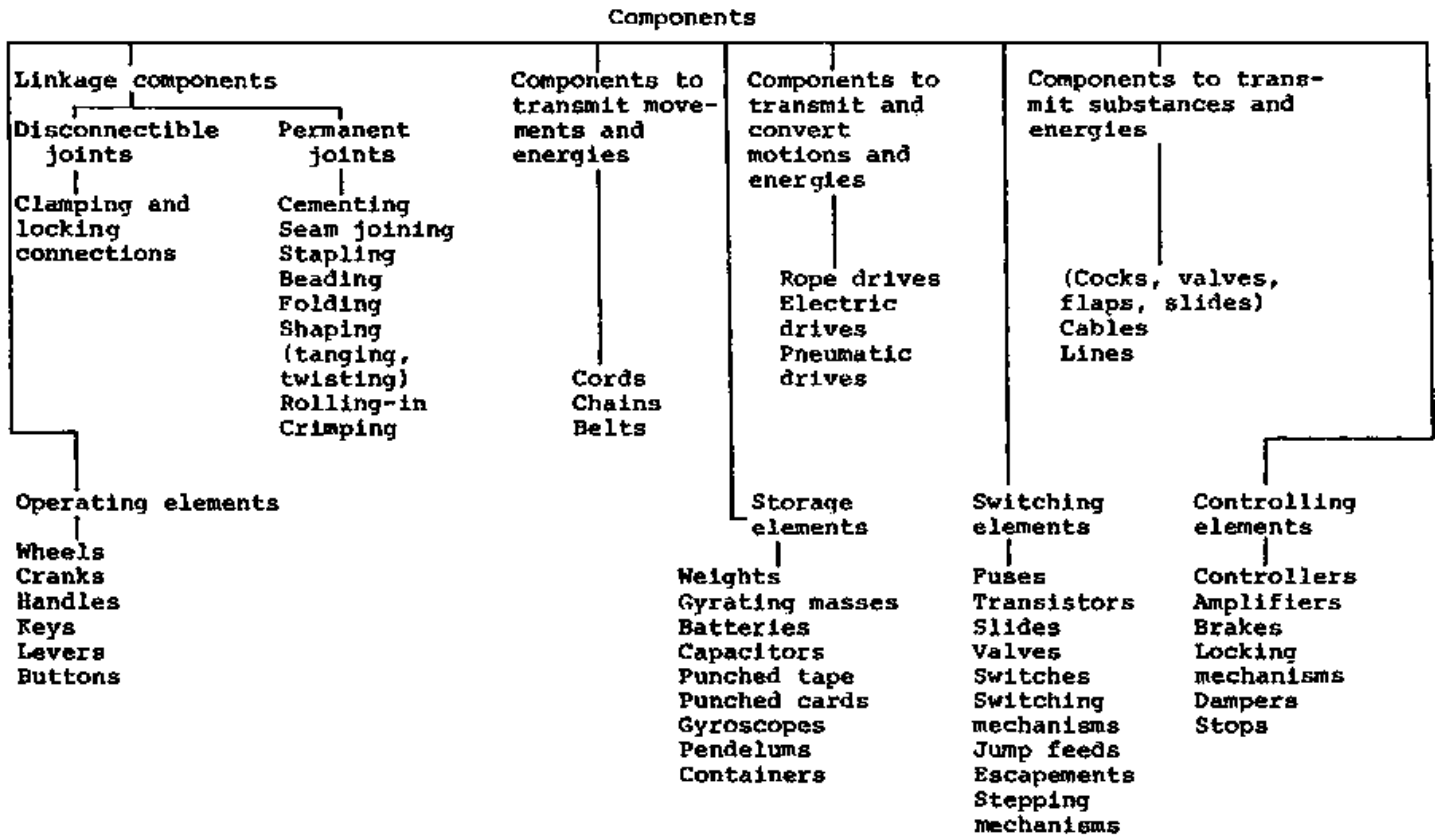 Components
Linkage components
Disconnectible
joints
Clamping and
locking
connections
Permanent
joints
Cementing
Seam joining
Stapling
Beading
Folding
Shaping
(tanging,
twisting)
Rolling-in
Crimping
Components to
transmit move-
ments and
energies
Cords
Chains
Belts
Components to
transmit and
convert
motions and
energies
Rope drives
Electric
drives
Pneumatic
drives
Components to trans-
mit substances and
energies
(Cocks, valves,
flaps, slides)
Cables
Lines
Operating elements
Wheels
Cranks
Handles
Keys
Levers
Buttons
Storage
elements
Weights
Gyrating masses
Batteries
Capacitors
Punched tape
Punched cards
Gyroscopes
Pendelums
Containers
Switching
elements
Fuses
Transistors
Slides
Valves
Switches
Switching
mechanisms
Jump feeds
Escapements
Stepping
mechanisms
Controlling
elements
Controllers
Amplifiers
Brakes
Locking
mechanisms
Dampers
Stops